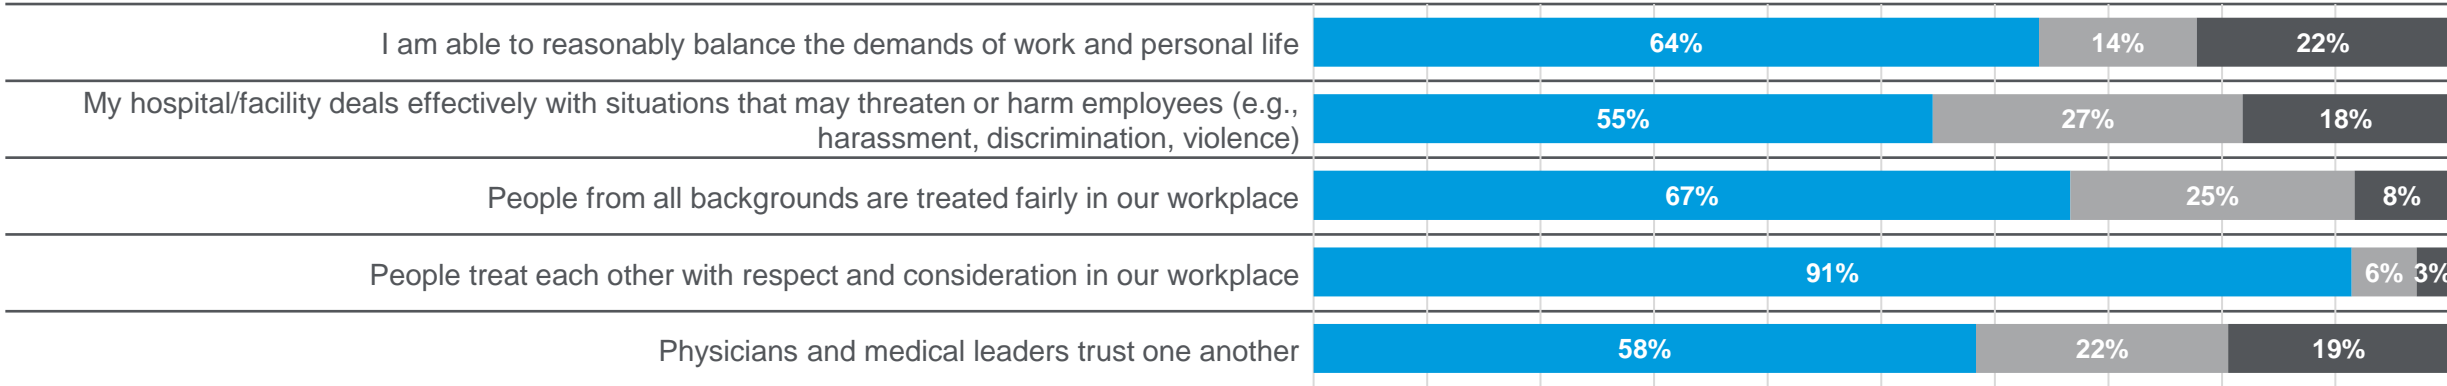 I am able to reasonably balance the demands of work and personal life
64% 14% 22%
My hospital/facility deals effectively with situations that may threaten or harm employees (e.g.,
harassment, discrimination, violence)
55% 27% 18%
People from all backgrounds are treated fairly in our workplace
67% 25% 8%
People treat each other with respect and consideration in our workplace
91% 6% 3%
Physicians and medical leaders trust one another
58% 22% 19%